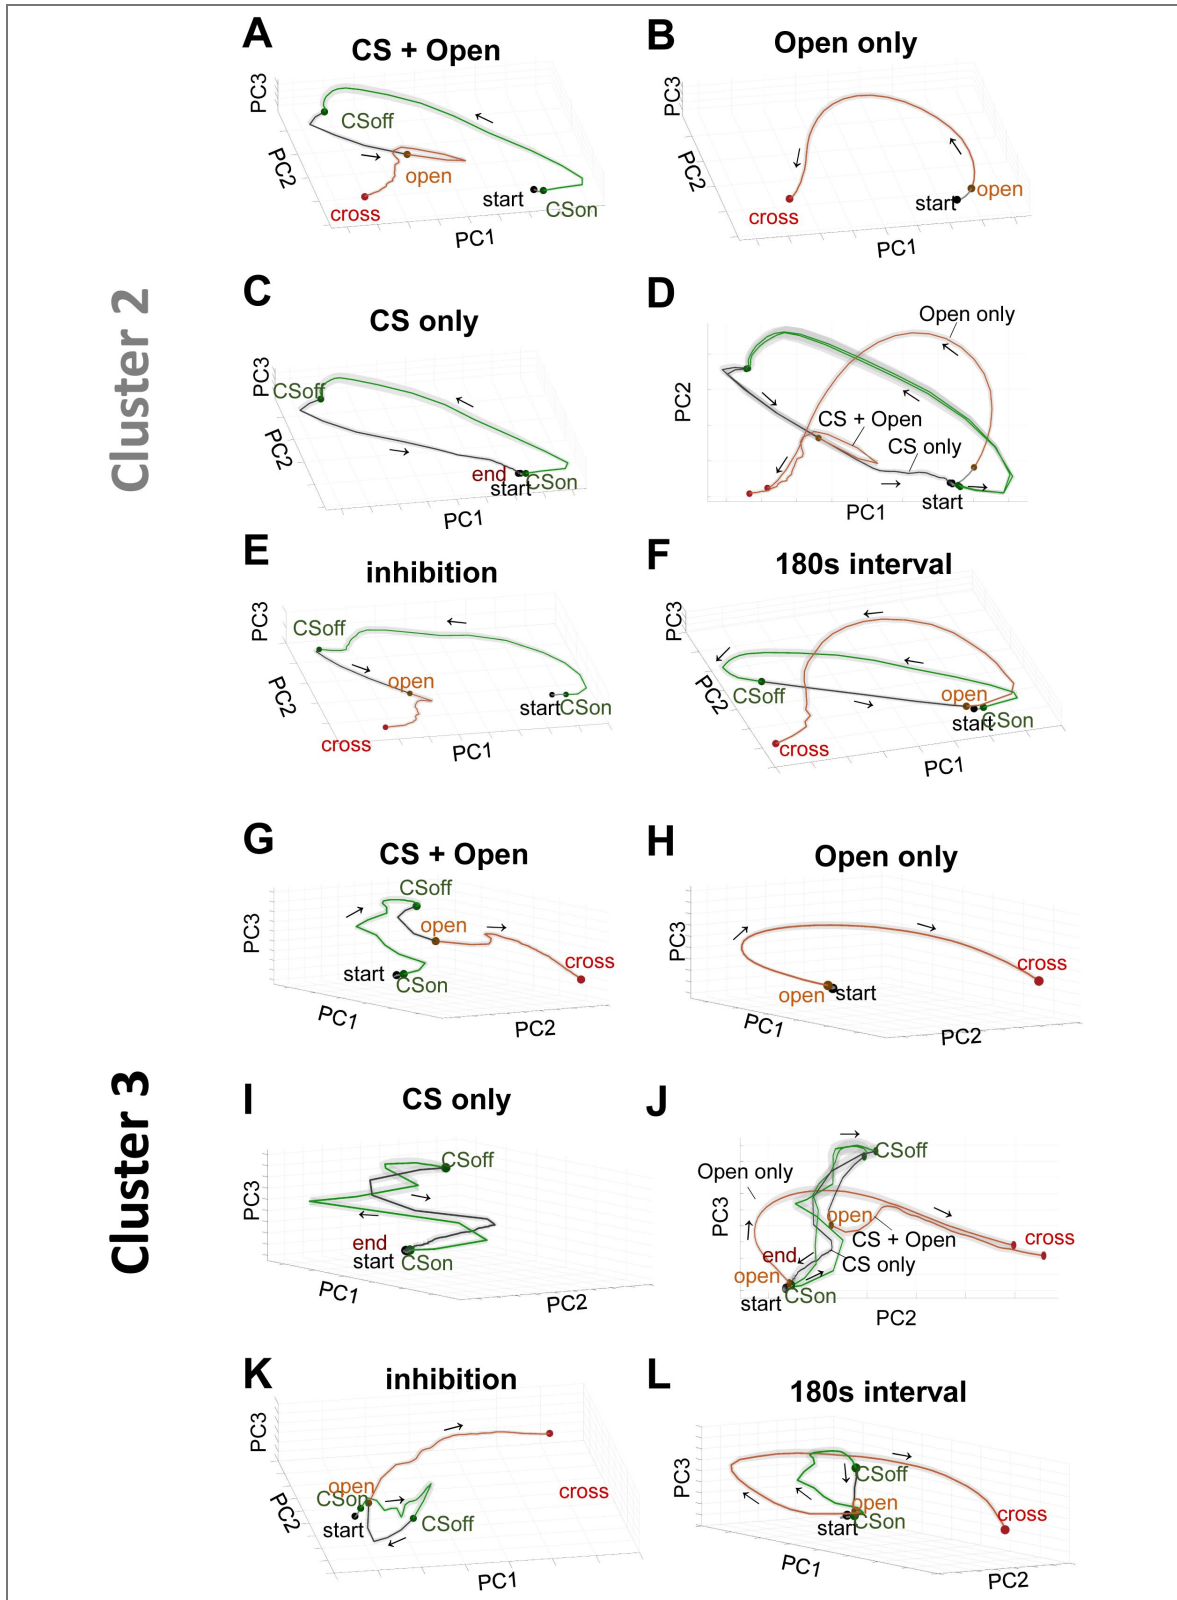 Cluster 2
A
CS + Open
PC3
PC2
PC1
CSoff
open
cross
start
CSon
B
Open only
PC3
PC2
PC1
open
start
cross
C
CS only
PC3
PC2
PC1
CSoff
end
start
CSon
D
PC2
PC1
Open only
CS + Open
CS only
start
E
inhibition
PC3
PC2
PC1
CSoff
open
start
CSon
cross
F
180s interval
PC3
PC2
PC1
CSoff
open
start
CSon
cross
Cluster 3
G
CS + Open
PC3
PC1
PC2
CSoff
open
start
CSon
cross
H
Open only
PC3
PC1
PC2
cross
open
start
I
CS only
PC3
PC1
PC2
CSoff
end
start
CSon
J
PC3
PC2
CSoff
Open only
open
CS + Open
cross
end
CS only
open
CSon
start
K
inhibition
PC3
PC2
PC1
open
CSon
start
CSoff
cross
L
180s interval
PC3
PC1
PC2
CSoff
open
start
CSon
cross